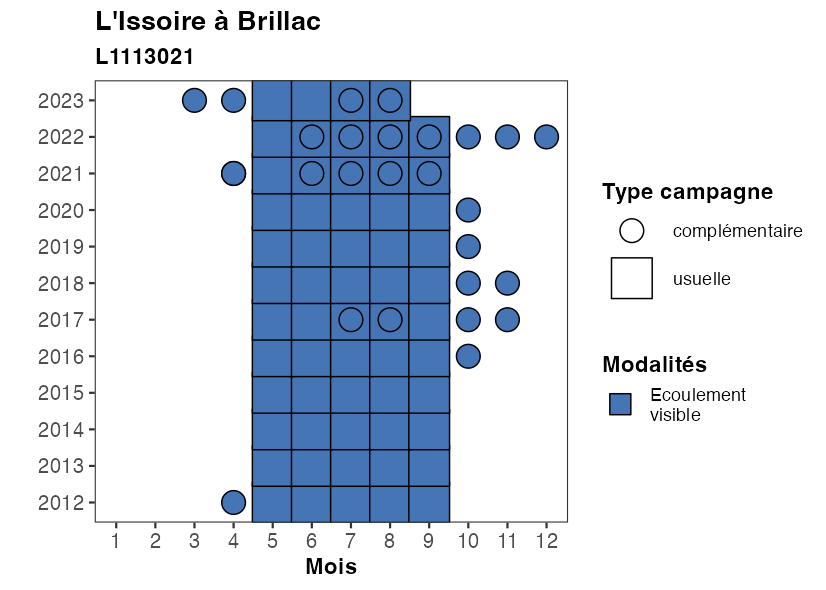 L'Issoire à Brillac
L1113021
2023
2022
2021
2020
2019
2018
2017
2016
2015
2014
2013
2012
1 2 3 4 5 6 7 8 9 10 11 12
Mois
Type campagne
complémentaire
usuelle
Modalités
Ecoulement
visible